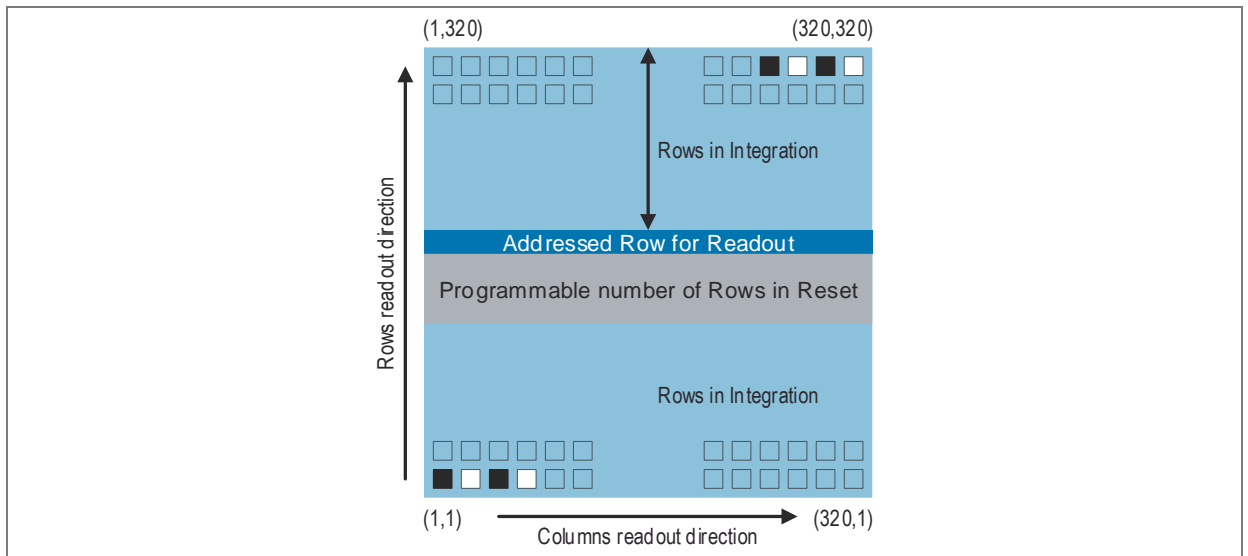 (1,320)
(320,320)
Rows in Integration
Rows readout direction
Addressed Row for Readout
Programmable number of Rows in Reset
Rows in Integration
(1,1)
(320,1)
Columns readout direction